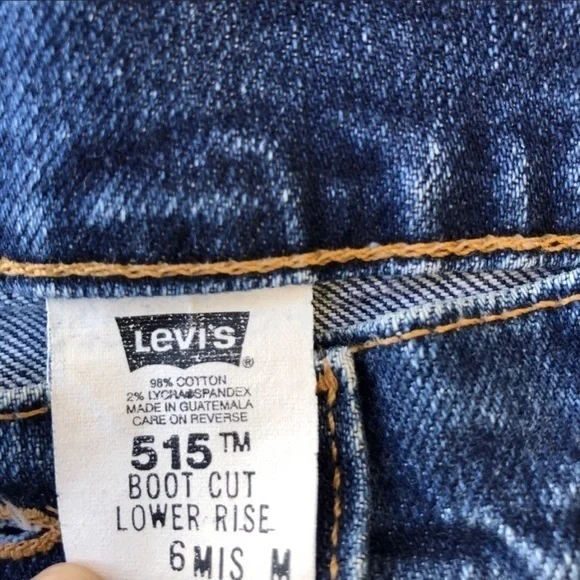 Levi's ®
98% COTTON
2% LYCRA® SPANDEX
MADE IN GUATEMALA
CARE ON REVERSE
515™
BOOT CUT
LOWER RISE
6 MIS M